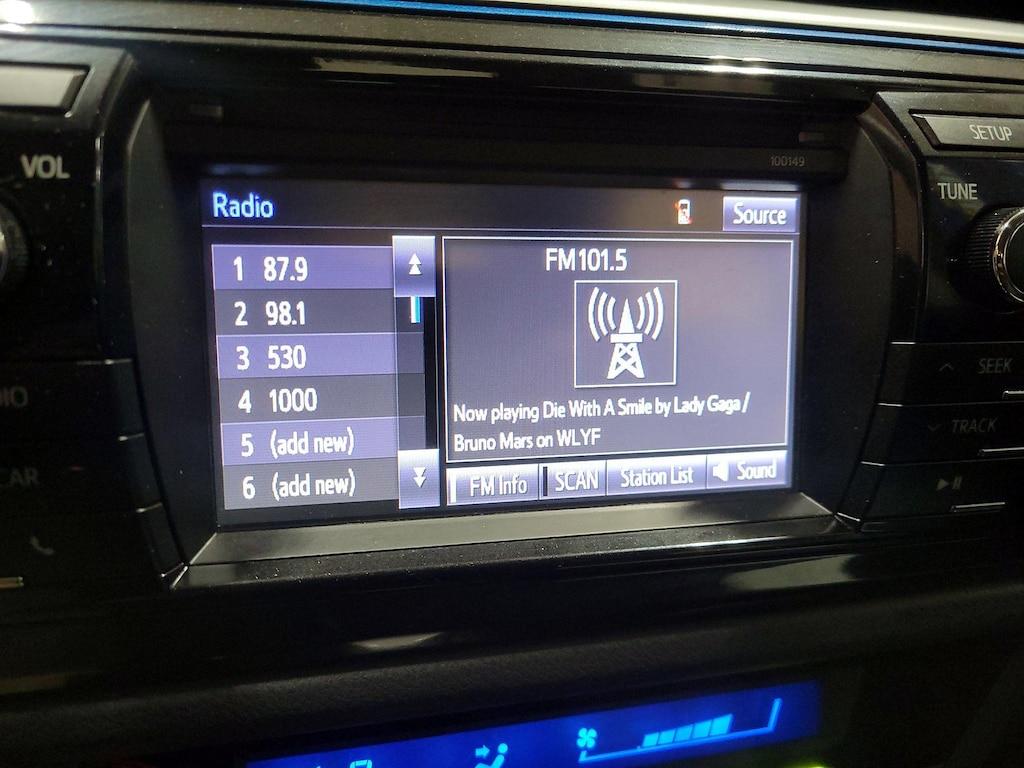 VOL
100149
SETUP
TUNE
Radio
Source
1 87.9
2 98.1
3 530
4 1000
5 (add new)
6 (add new)
FM 101.5
Now playing Die With A Smile by Lady Gaga /
Bruno Mars on WLYF
FM Info
SCAN
Station List
Sound
SEEK
TRACK
CAR